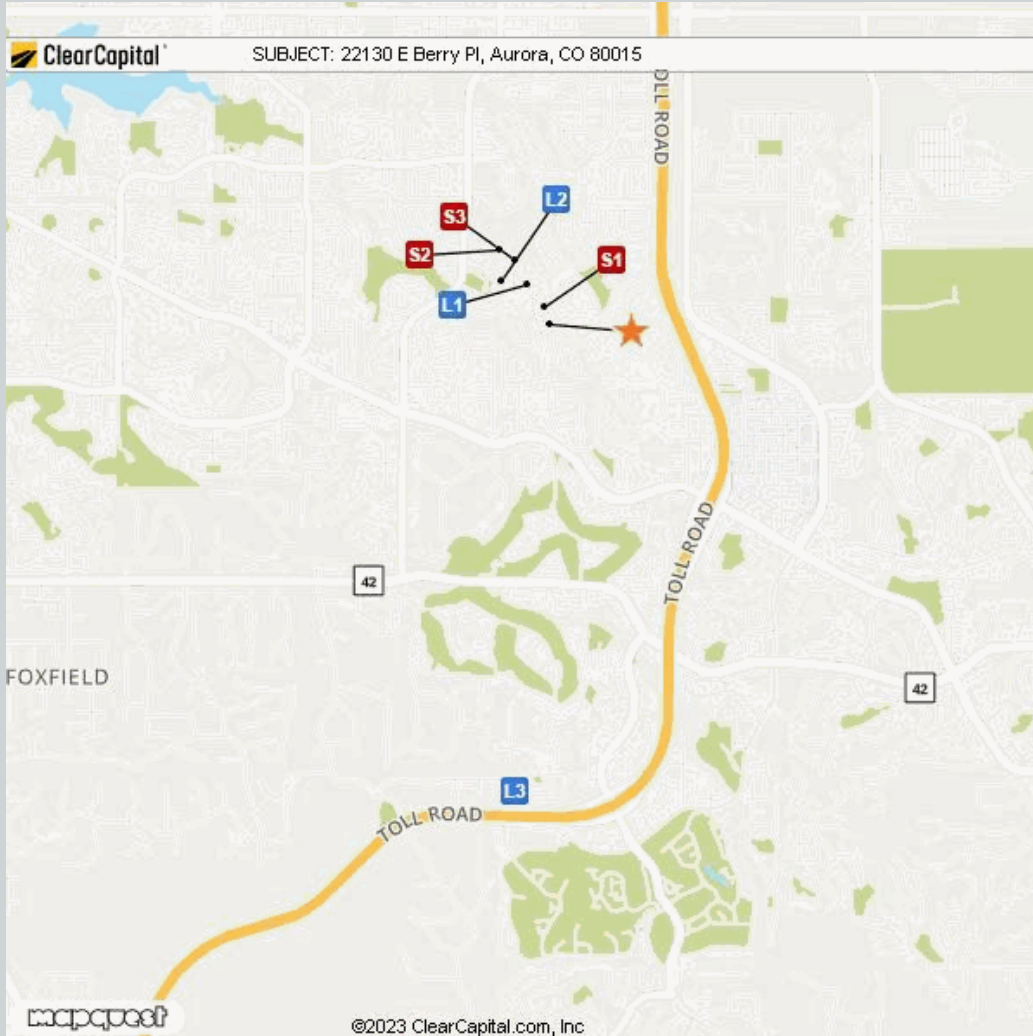 ClearCapital
SUBJECT: 22130 E Berry Pl, Aurora, CO 80015
TOLL ROAD
L2
S3
S2
S1
L1
TOLL ROAD
42
FOXFIELD
42
L3
TOLL ROAD
mapquest
©2023 ClearCapital.com, Inc